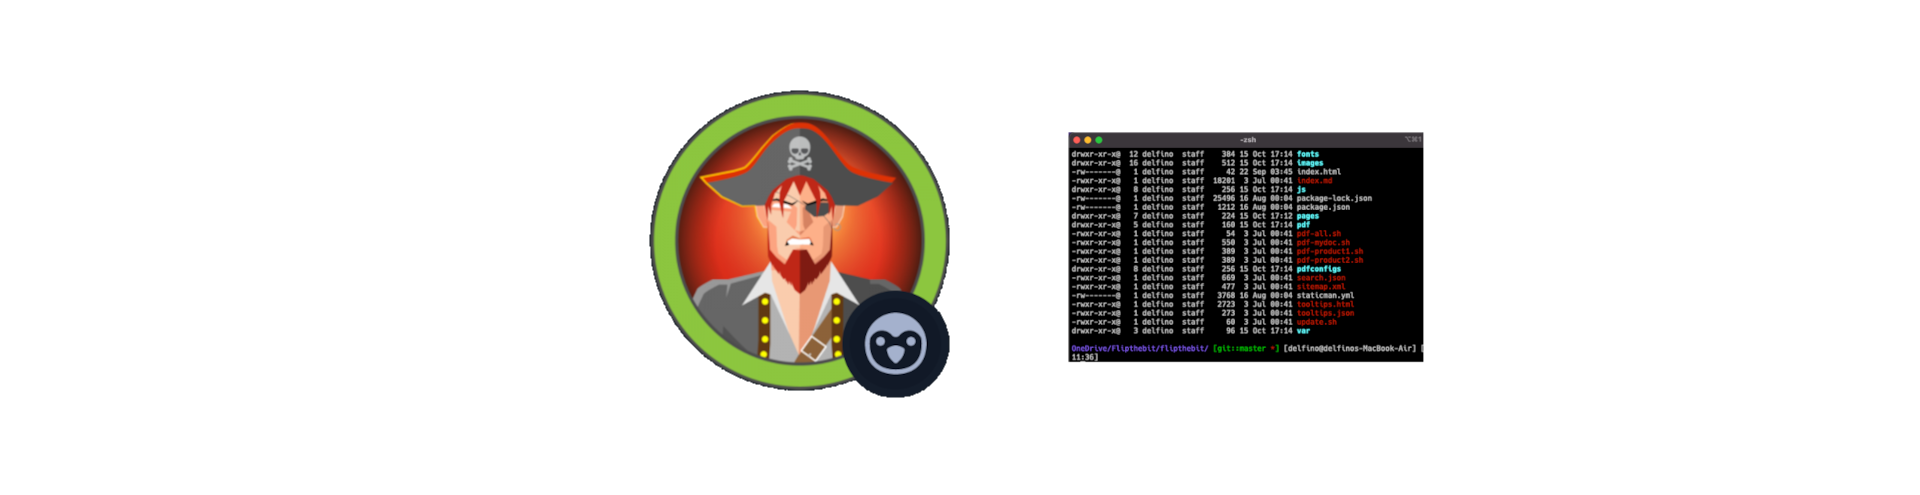 -zsh
⌥⌘1
drwxr-xr-x@ 12 delfino staff 384 15 Oct 17:14 fonts
drwxr-xr-x@ 16 delfino staff 512 15 Oct 17:14 images
-rw-------@ 1 delfino staff 42 22 Sep 03:45 index.html
-rwxr-xr-x@ 1 delfino staff 18201 3 Jul 00:41 index.md
drwxr-xr-x@ 8 delfino staff 256 15 Oct 17:14 js
-rw-------@ 1 delfino staff 25496 16 Aug 00:04 package-lock.json
-rw-------@ 1 delfino staff 1212 16 Aug 00:04 package.json
drwxr-xr-x@ 7 delfino staff 224 15 Oct 17:12 pages
drwxr-xr-x@ 5 delfino staff 160 15 Oct 17:14 pdf
-rwxr-xr-x@ 1 delfino staff 54 3 Jul 00:41 pdf-all.sh
-rwxr-xr-x@ 1 delfino staff 550 3 Jul 00:41 pdf-mydoc.sh
-rwxr-xr-x@ 1 delfino staff 389 3 Jul 00:41 pdf-product1.sh
-rwxr-xr-x@ 1 delfino staff 389 3 Jul 00:41 pdf-product2.sh
drwxr-xr-x@ 8 delfino staff 256 15 Oct 17:14 pdfconfigs
-rwxr-xr-x@ 1 delfino staff 669 3 Jul 00:41 search.json
-rwxr-xr-x@ 1 delfino staff 477 3 Jul 00:41 sitemap.xml
-rw-------@ 1 delfino staff 3768 16 Aug 00:04 staticman.yml
-rwxr-xr-x@ 1 delfino staff 2723 3 Jul 00:41 tooltips.html
-rwxr-xr-x@ 1 delfino staff 273 3 Jul 00:41 tooltips.json
-rwxr-xr-x@ 1 delfino staff 60 3 Jul 00:41 update.sh
drwxr-xr-x@ 3 delfino staff 96 15 Oct 17:14 var
OneDrive/Flipthebit/flipthebit/ [git::master *] [delfino@delfinos-MacBook-Air] [
11:36]